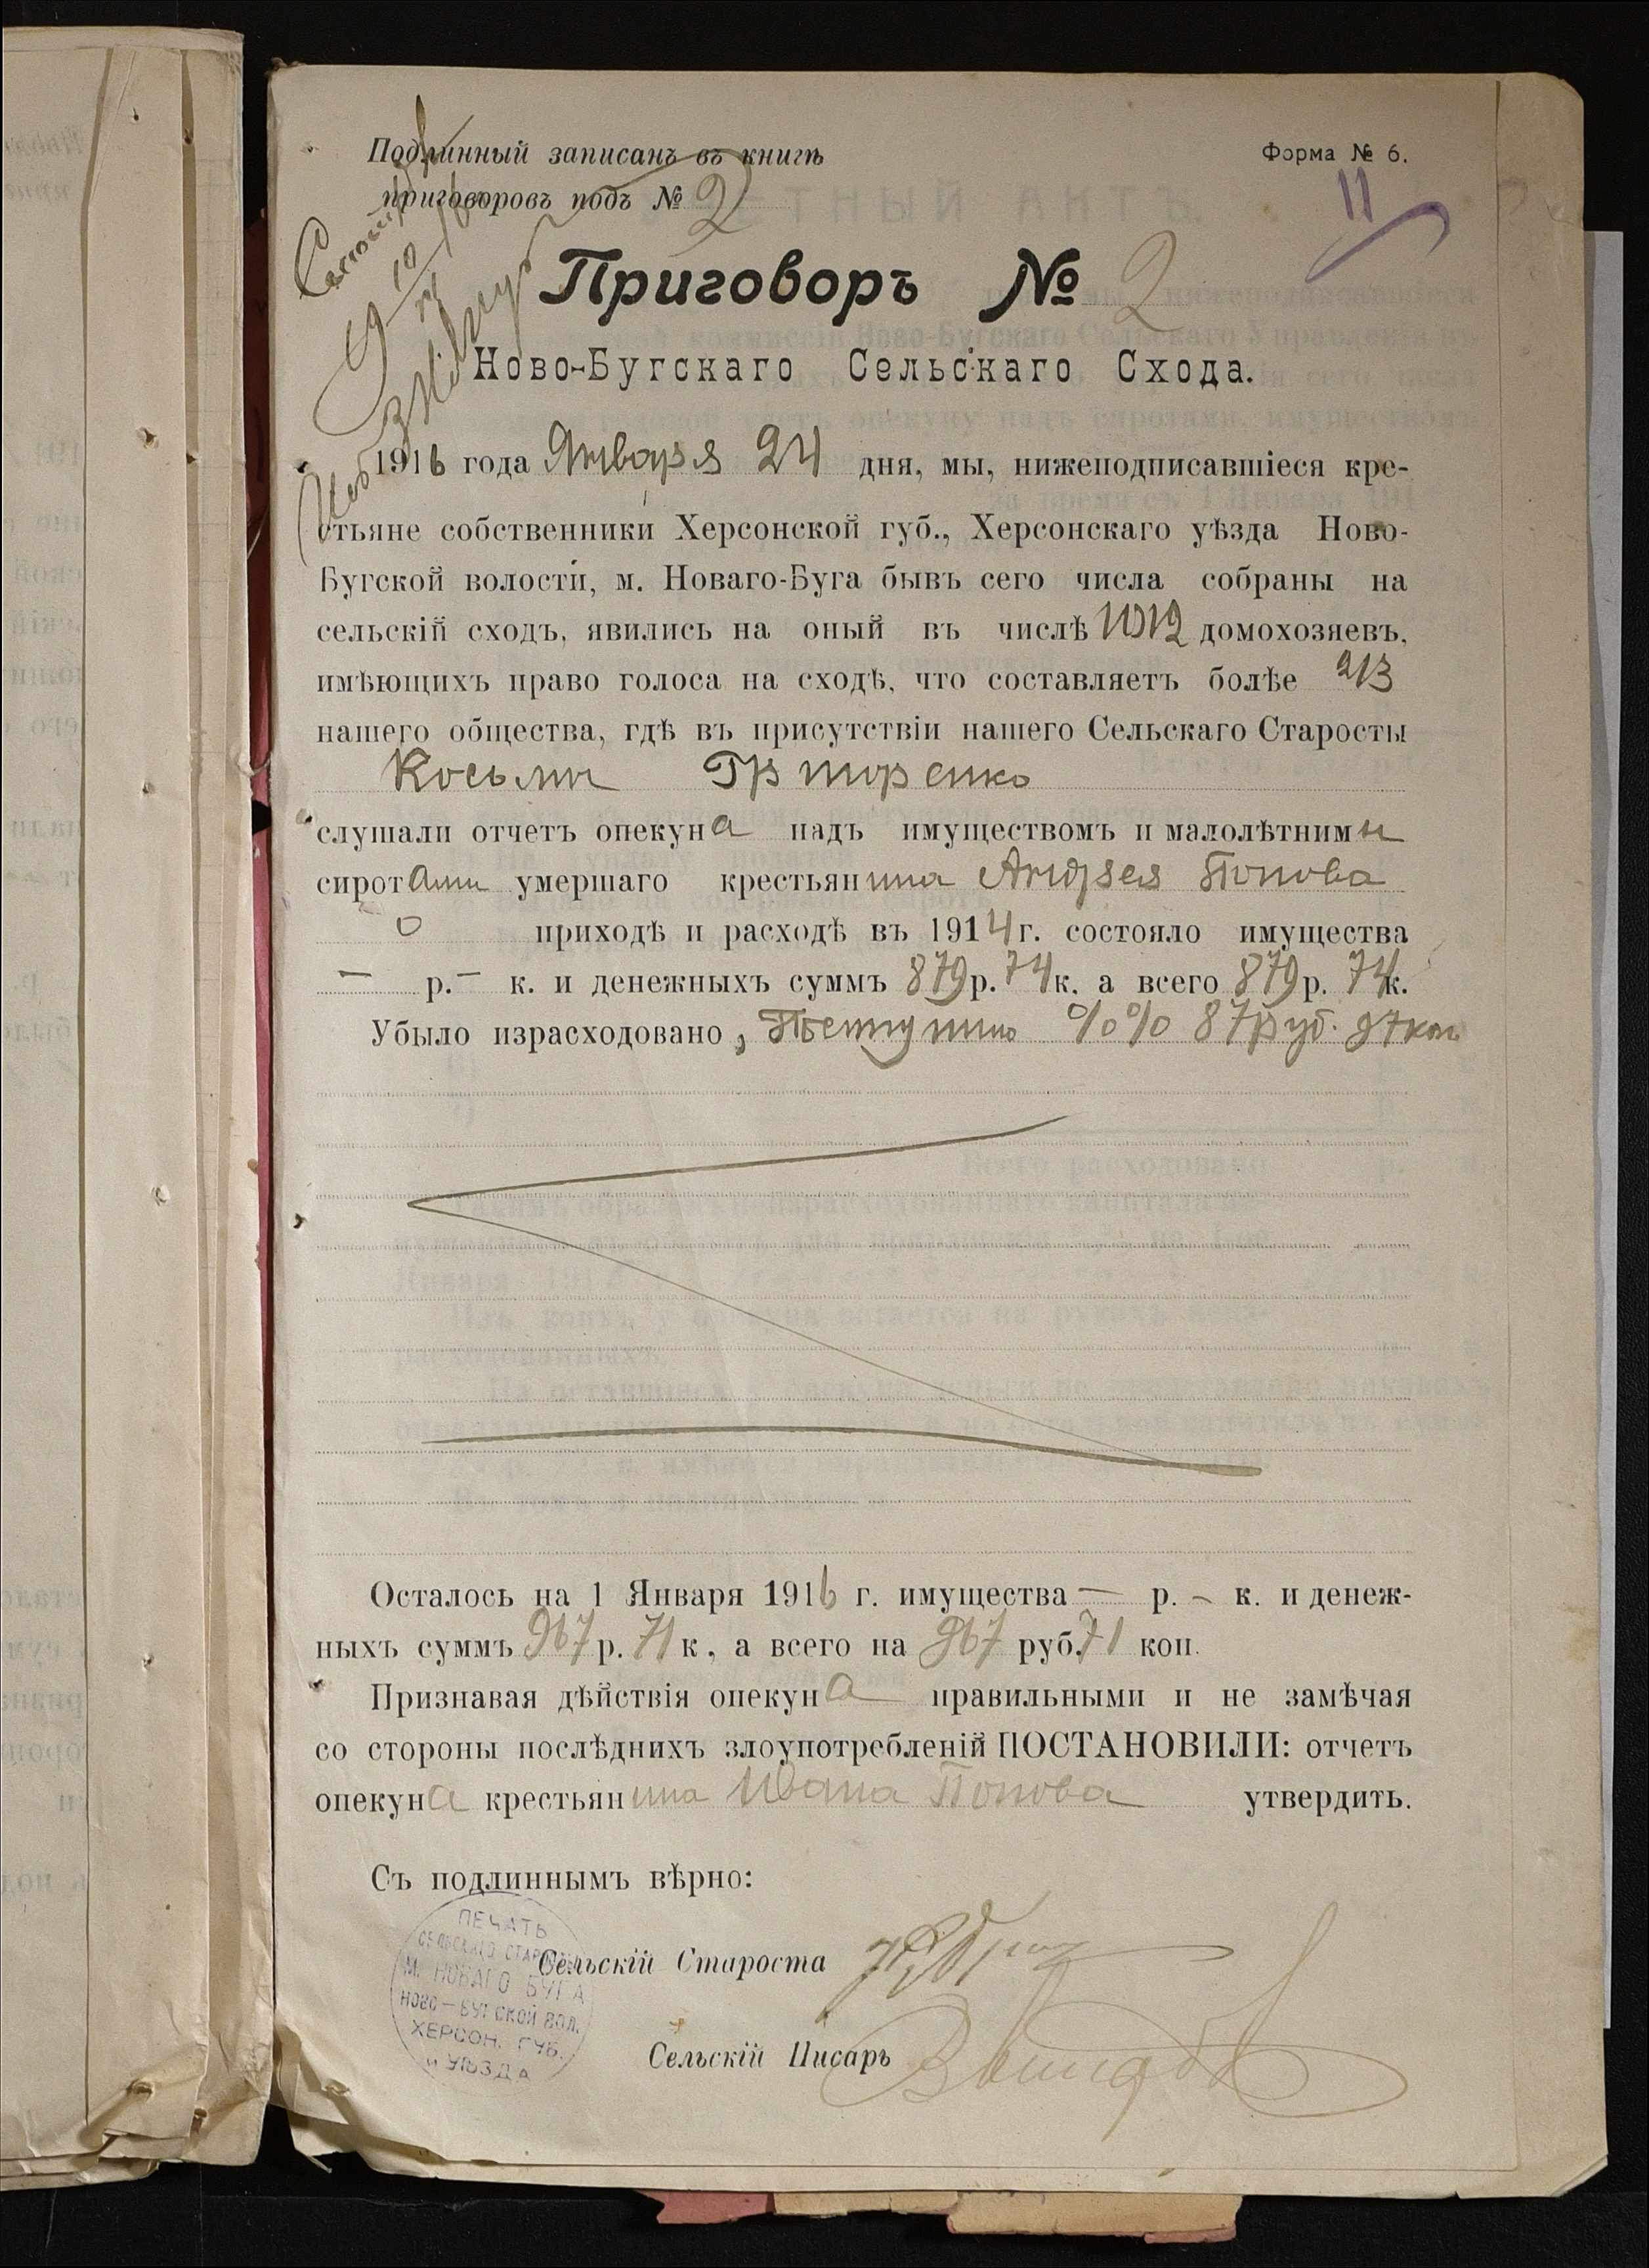 Подлинный записанъ въ книгѣ
приговоровъ подъ № 2
Форма № 6.
11
Приговоръ № 2
Ново-Бугскаго Сельскаго Схода.
1916 года Января 24 дня, мы, нижеподписавшіеся кре-
стьяне собственники Херсонской губ., Херсонскаго уѣзда Ново-
Бугской волости, м. Новаго-Буга бывъ сего числа собраны на
сельскій сходъ, явились на оный въ числѣ 1012 домохозяевъ,
имѣющихъ право голоса на сходѣ, что составляетъ болѣе 2/3
нашего общества, гдѣ въ присутствіи нашего Сельскаго Старосты
Косьмы
слушали отчетъ опекуна надъ имуществомъ и малолѣтними
сиротами умершаго крестьянина Андрея Попова
о приходѣ и расходѣ въ 1914 г. состояло имущества
— р. — к. и денежныхъ суммъ 879 р. 74 к. а всего 879 р. 74 к.
Убыло израсходовано, %% 87 руб. 97 коп
Осталось на 1 Января 1916 г. имущества — р. — к. и денеж-
ныхъ суммъ 967 р. 71 к, а всего на 967 руб. 71 коп.
Признавая дѣйствія опекуна правильными и не замѣчая
со стороны послѣднихъ злоупотребленій ПОСТАНОВИЛИ: отчетъ
опекуна крестьянина Ивана Попова утвердить.
Съ подлиннымъ вѣрно:
Сельскій Староста
Сельскій Писарь
ПЕЧАТЬ
СЕЛЬСКАГО СТАРОСТЫ
М. НОВАГО БУГА
НОВО-БУГСКОЙ ВОЛ.
ХЕРСОН. ГУБ.
И УѢЗДА